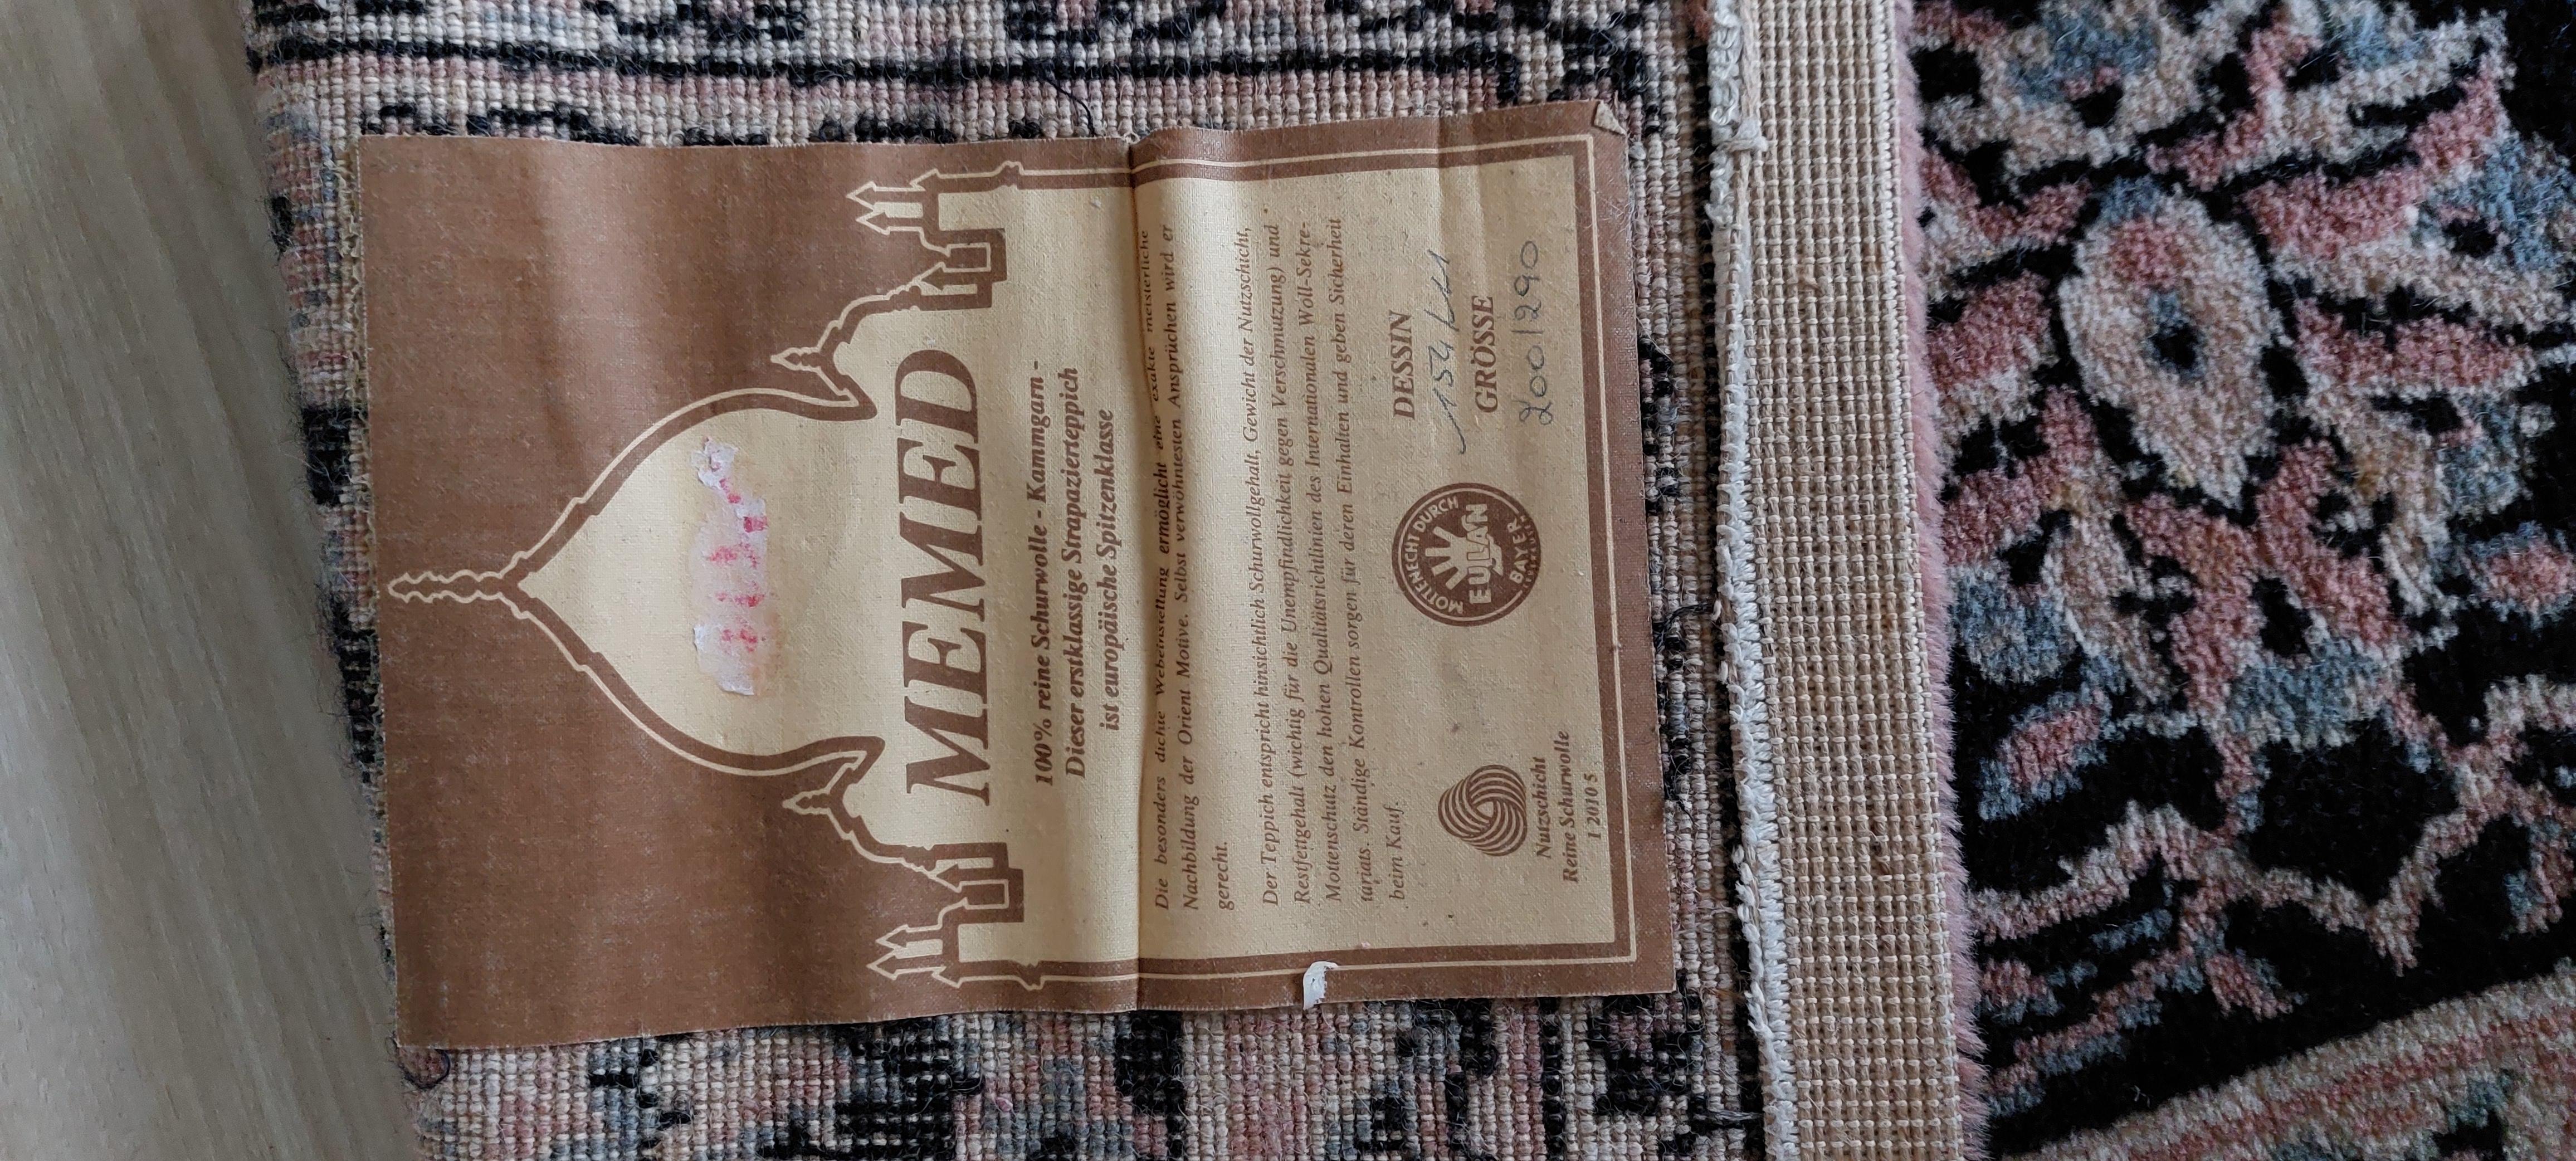 MEMED
100% reine Schurwolle - Kammgarn -
Dieser erstklassige Strapazierteppich
ist europäische Spitzenklasse
Die besonders dichte Webeinstellung ermöglicht eine exakte meisterliche
Nachbildung der Orient Motive. Selbst verwöhntesten Ansprüchen wird er
gerecht.
Der Teppich entspricht hinsichtlich Schurwollgehalt, Gewicht der Nutzschicht,
Restfettgehalt (wichtig für die Unempfindlichkeit gegen Verschmutzung) und
Mottenschutz den hohen Qualitätsrichtlinien des Internationalen Woll-Sekre-
tariats. Ständige Kontrollen sorgen für deren Einhalten und geben Sicherheit
beim Kauf.
Nutzschicht
Reine Schurwolle
1 2010 5
MOTTENECHT DURCH
EULAN
BAYER
DESSIN
GRÖSSE
200/290